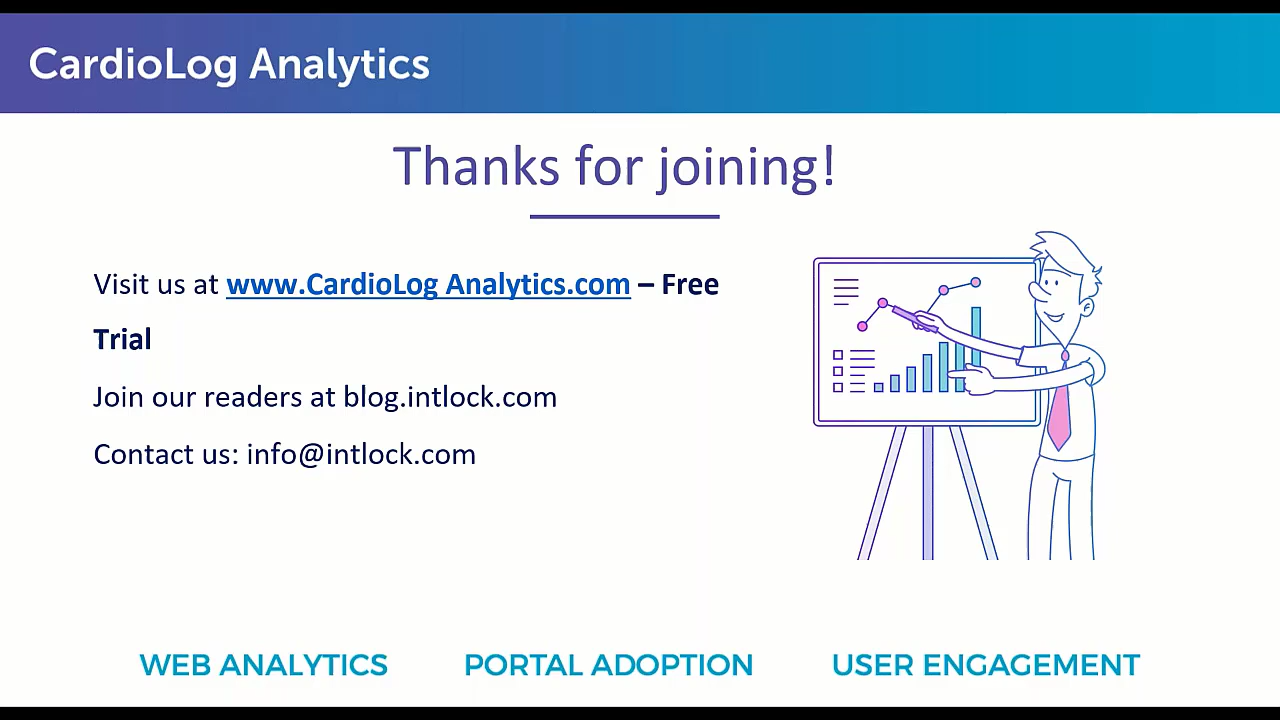 CardioLog Analytics
Thanks for joining!
Visit us at www.CardioLog Analytics.com – Free
Trial
Join our readers at blog.intlock.com
Contact us: info@intlock.com
WEB ANALYTICS PORTAL ADOPTION USER ENGAGEMENT